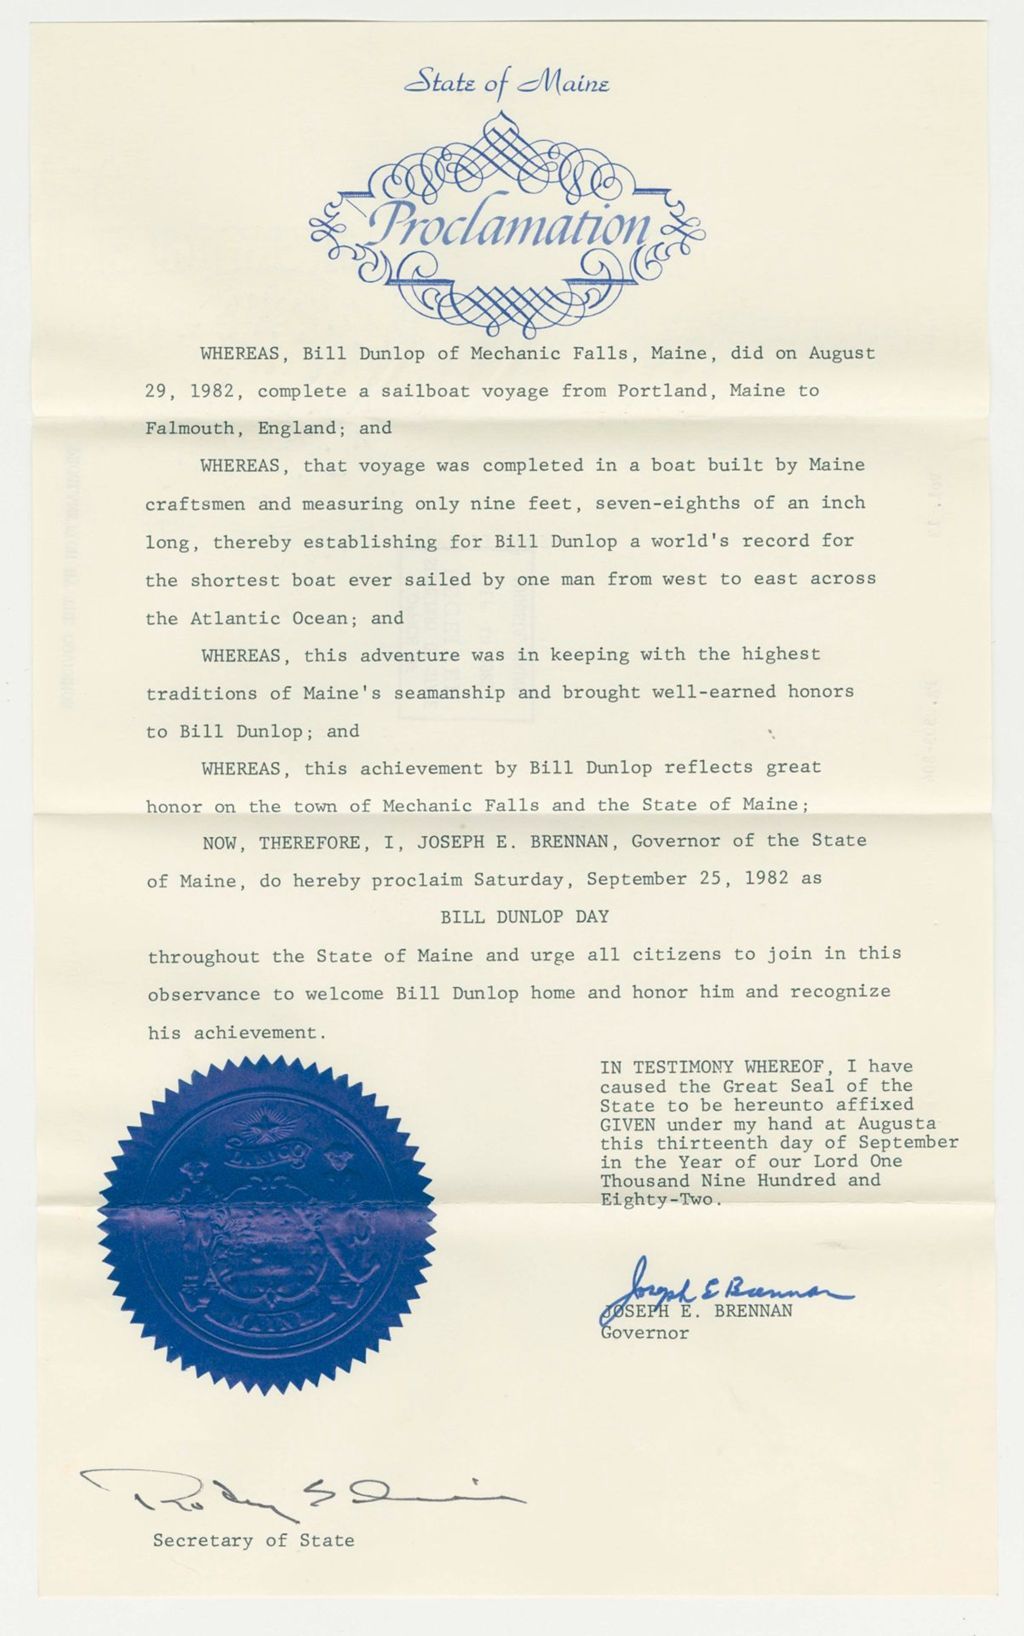 State of Maine
Proclamation
WHEREAS, Bill Dunlop of Mechanic Falls, Maine, did on August
29, 1982, complete a sailboat voyage from Portland, Maine to
Falmouth, England; and
WHEREAS, that voyage was completed in a boat built by Maine
craftsmen and measuring only nine feet, seven-eighths of an inch
long, thereby establishing for Bill Dunlop a world's record for
the shortest boat ever sailed by one man from west to east across
the Atlantic Ocean; and
WHEREAS, this adventure was in keeping with the highest
traditions of Maine's seamanship and brought well-earned honors
to Bill Dunlop; and
WHEREAS, this achievement by Bill Dunlop reflects great
honor on the town of Mechanic Falls and the State of Maine;
NOW, THEREFORE, I, JOSEPH E. BRENNAN, Governor of the State
of Maine, do hereby proclaim Saturday, September 25, 1982 as
BILL DUNLOP DAY
throughout the State of Maine and urge all citizens to join in this
observance to welcome Bill Dunlop home and honor him and recognize
his achievement.
IN TESTIMONY WHEREOF, I have
caused the Great Seal of the
State to be hereunto affixed
GIVEN under my hand at Augusta
this thirteenth day of September
in the Year of our Lord One
Thousand Nine Hundred and
Eighty-Two.
DIRIGO
MAINE
Joseph E Brennan
JOSEPH E. BRENNAN
Governor
Secretary of State